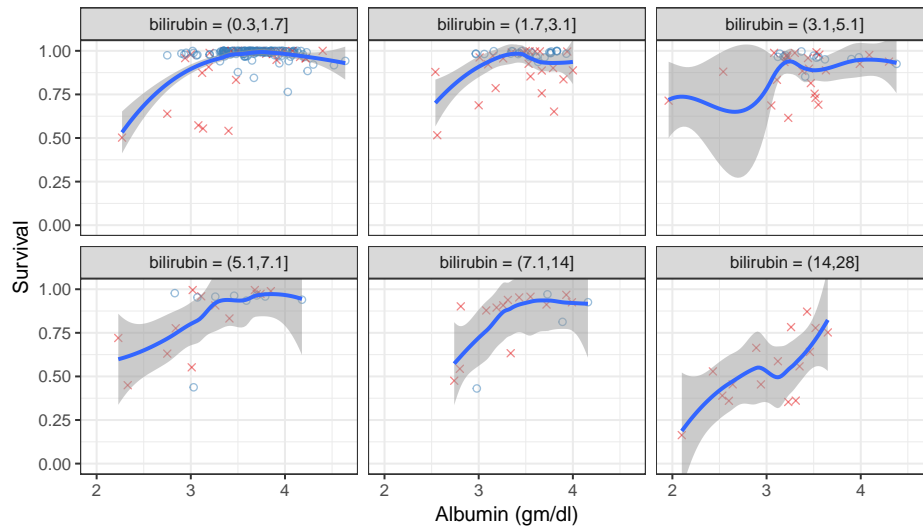 bilirubin = (0.3,1.7]
bilirubin = (1.7,3.1]
bilirubin = (3.1,5.1]
1.00
0.75
0.50
0.25
0.00
bilirubin = (5.1,7.1]
bilirubin = (7.1,14]
bilirubin = (14,28]
1.00
0.75
0.50
0.25
0.00
2 3 4
2 3 4
2 3 4
Survival
Albumin (gm/dl)